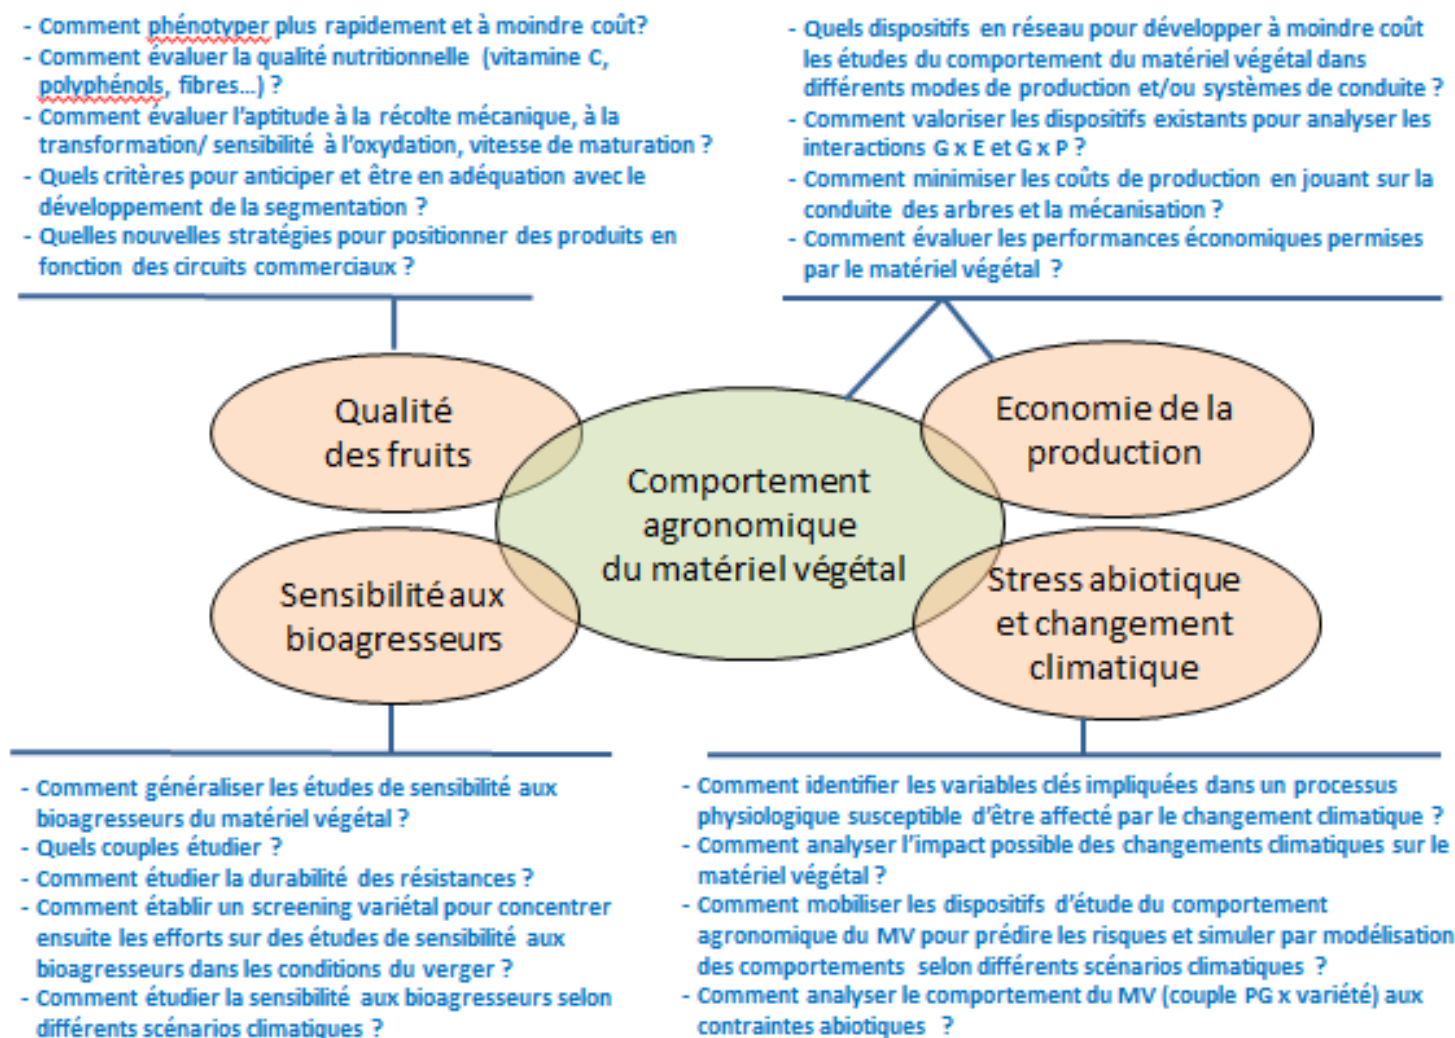 - Comment phénotyper plus rapidement et à moindre coût?
- Comment évaluer la qualité nutritionnelle (vitamine C,
polyphénols, fibres...) ?
- Comment évaluer l'aptitude à la récolte mécanique, à la
transformation/ sensibilité à l'oxydation, vitesse de maturation ?
- Quels critères pour anticiper et être en adéquation avec le
développement de la segmentation ?
- Quelles nouvelles stratégies pour positionner des produits en
fonction des circuits commerciaux ?
- Quels dispositifs en réseau pour développer à moindre coût
les études du comportement du matériel végétal dans
différents modes de production et/ou systèmes de conduite ?
- Comment valoriser les dispositifs existants pour analyser les
interactions G x E et G x P ?
- Comment minimiser les coûts de production en jouant sur la
conduite des arbres et la mécanisation ?
- Comment évaluer les performances économiques permises
par le matériel végétal ?
Qualité
des fruits
Economie de la
production
Comportement
agronomique
du matériel végétal
Sensibilité aux
bioagresseurs
Stress abiotique
et changement
climatique
- Comment généraliser les études de sensibilité aux
bioagresseurs du matériel végétal ?
- Quels couples étudier ?
- Comment étudier la durabilité des résistances ?
- Comment établir un screening variétal pour concentrer
ensuite les efforts sur des études de sensibilité aux
bioagresseurs dans les conditions du verger ?
- Comment étudier la sensibilité aux bioagresseurs selon
différents scénarios climatiques ?
- Comment identifier les variables clés impliquées dans un processus
physiologique susceptible d'être affecté par le changement climatique ?
- Comment analyser l'impact possible des changements climatiques sur le
matériel végétal ?
- Comment mobiliser les dispositifs d'étude du comportement
agronomique du MV pour prédire les risques et simuler par modélisation
des comportements selon différents scénarios climatiques ?
- Comment analyser le comportement du MV (couple PG x variété) aux
contraintes abiotiques ?